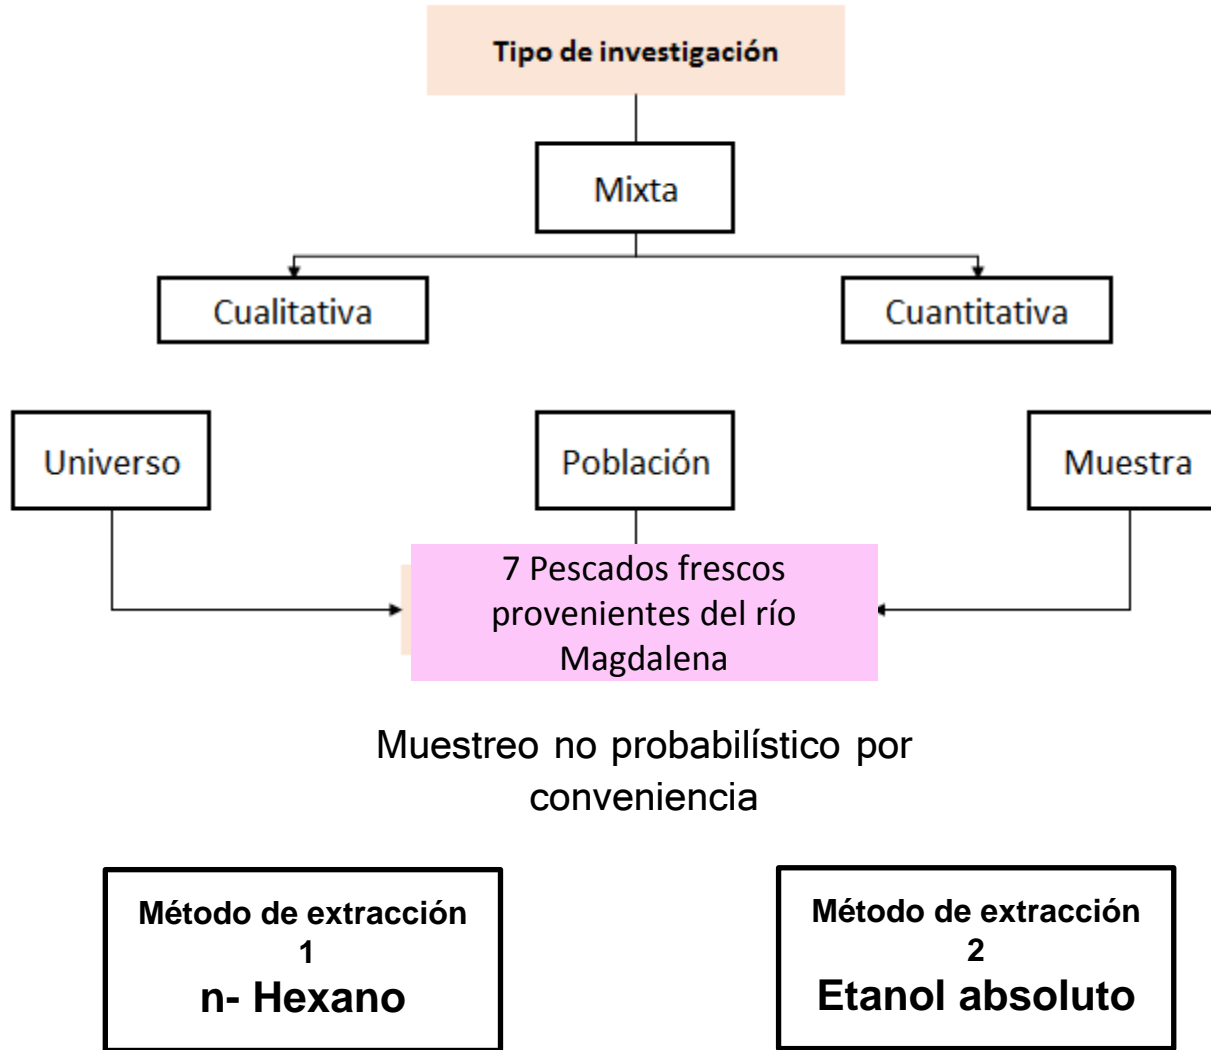 Tipo de investigación
Mixta
Cualitativa
Cuantitativa
Universo
Población
Muestra
7 Pescados frescos
provenientes del río
Magdalena
Muestreo no probabilístico por
conveniencia
Método de extracción
1
n- Hexano
Método de extracción
2
Etanol absoluto